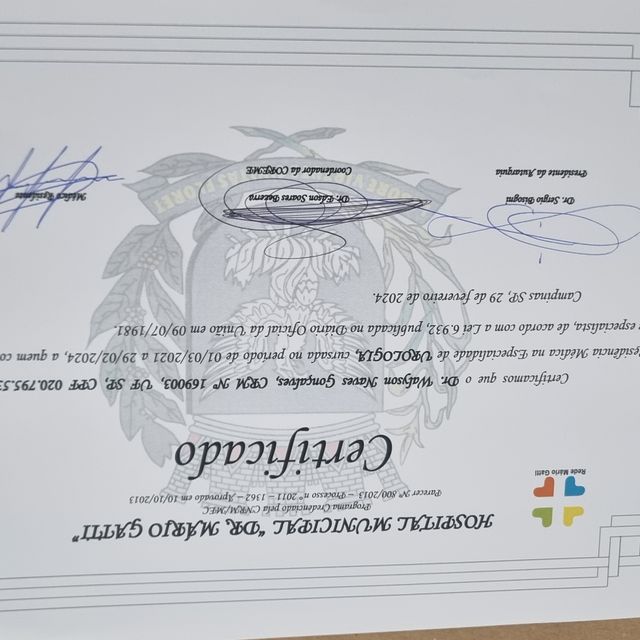 Rede Mário Gatti
HOSPITAL MUNICIPAL "DR. MÁRIO GATTI"
Programa Credenciado pela CNRM/MEC
Parecer Nº 800/2013 – Processo nº 2011 – 1362 – Aprovado em 10/10/2013
Certificado
Certificamos que o Dr. Walyson Naves Gonçalves, CRM Nº 169003, UF SP, CPF 020.795.53
Residência Médica na Especialidade de UROLOGIA, cursada no período de 01/03/2021 a 29/02/2024, a quem co
e especialista, de acordo com a Lei 6.932, publicada no Diário Oficial da União em 09/07/1981.
Campinas SP, 29 de fevereiro de 2024.
Dr. Sergio Bisogni
Presidente da Autarquia
Dr. Edson Soares Bezerra
Coordenador da COREME
Médico Residente